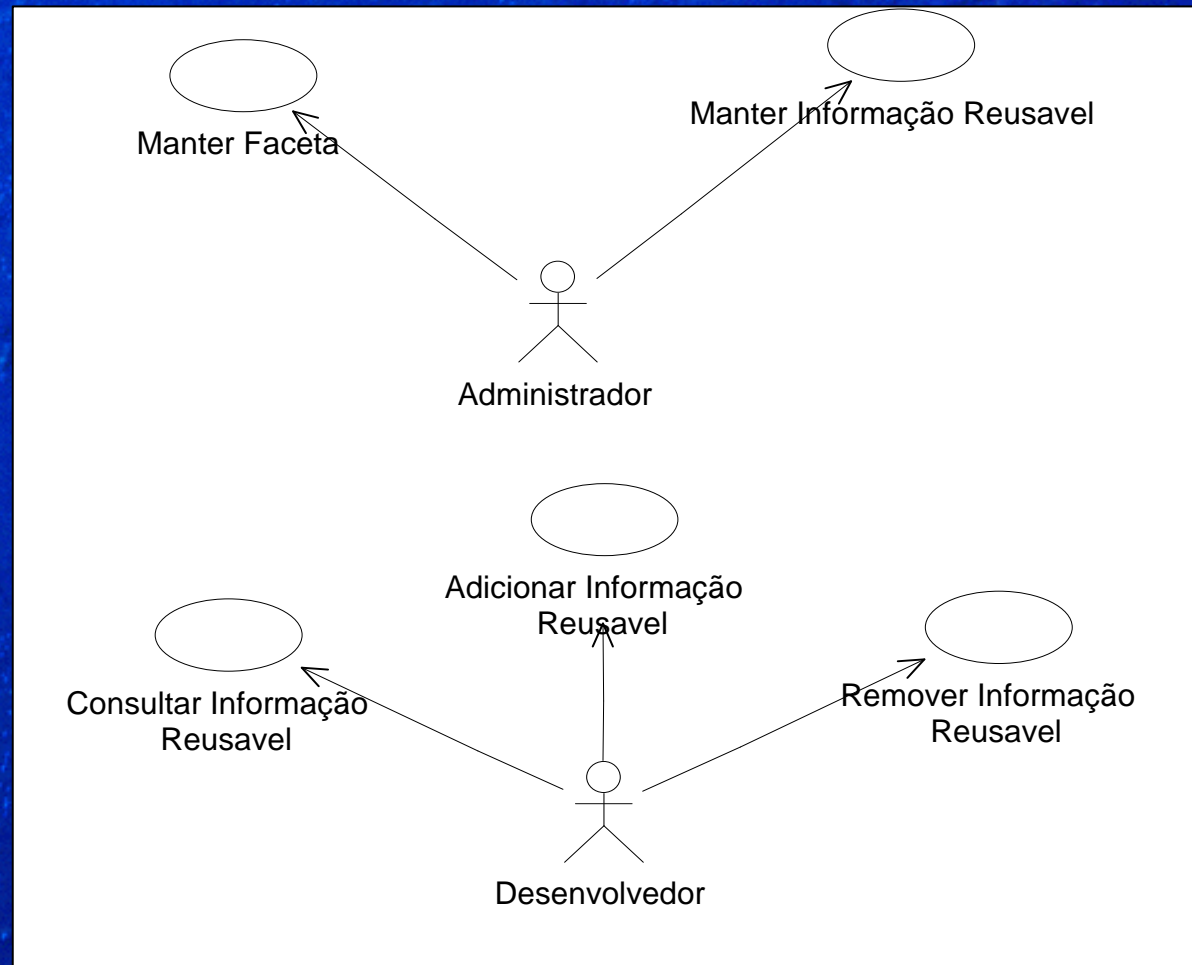 Manter Faceta
Manter Informação Reusavel
Administrador
Adicionar Informação
Reusavel
Consultar Informação
Reusavel
Remover Informação
Reusavel
Desenvolvedor